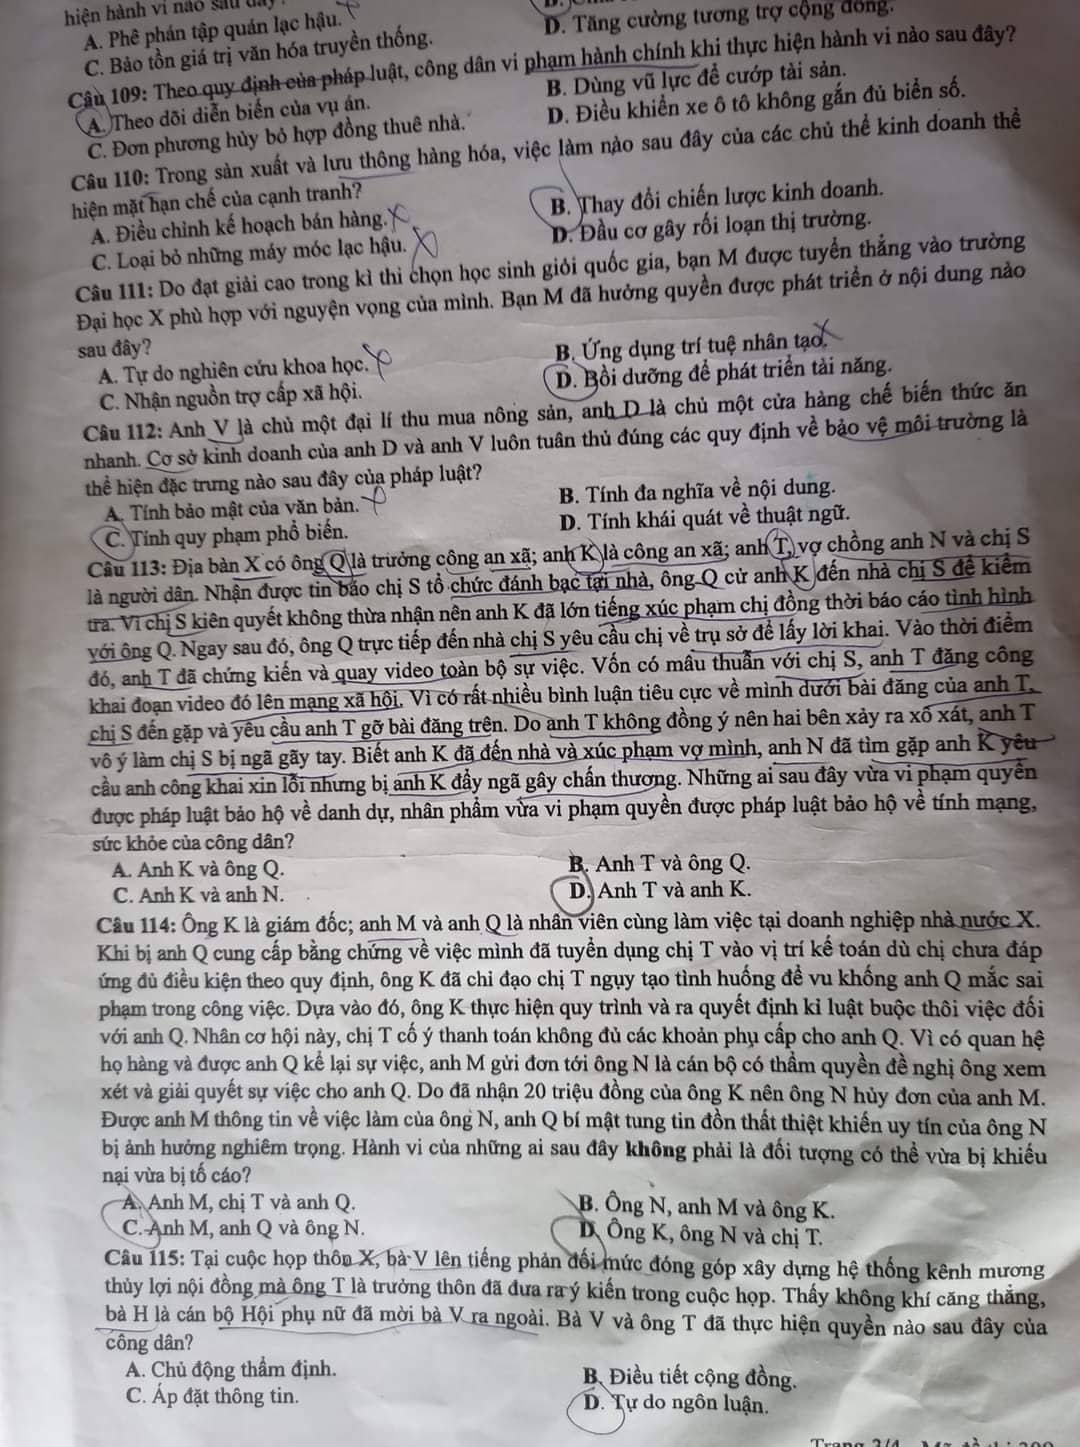 hiện hành vi nào sau đây
A. Phê phán tập quán lạc hậu.
D. Tăng cường tương trợ cộng đồng.
C. Bảo tồn giá trị văn hóa truyền thống.
Câu 109: Theo quy định của pháp luật, công dân vi phạm hành chính khi thực hiện hành vi nào sau đây?
A. Theo dõi diễn biến của vụ án.
B. Dùng vũ lực để cướp tài sản.
C. Đơn phương hủy bỏ hợp đồng thuê nhà.
D. Điều khiển xe ô tô không gắn đủ biển số.
Câu 110: Trong sản xuất và lưu thông hàng hóa, việc làm nào sau đây của các chủ thể kinh doanh thể
hiện mặt hạn chế của cạnh tranh?
A. Điều chỉnh kế hoạch bán hàng.
B. Thay đổi chiến lược kinh doanh.
C. Loại bỏ những máy móc lạc hậu.
D. Đầu cơ gây rối loạn thị trường.
Câu 111: Do đạt giải cao trong kì thi chọn học sinh giỏi quốc gia, bạn M được tuyển thẳng vào trường
Đại học X phù hợp với nguyện vọng của mình. Bạn M đã hưởng quyền được phát triển ở nội dung nào
sau đây?
A. Tự do nghiên cứu khoa học.
B. Ứng dụng trí tuệ nhân tạo.
C. Nhận nguồn trợ cấp xã hội.
D. Bồi dưỡng để phát triển tài năng.
Câu 112: Anh V là chủ một đại lí thu mua nông sản, anh D là chủ một cửa hàng chế biến thức ăn
nhanh. Cơ sở kinh doanh của anh D và anh V luôn tuân thủ đúng các quy định về bảo vệ môi trường là
thể hiện đặc trưng nào sau đây của pháp luật?
A. Tính bảo mật của văn bản.
B. Tính đa nghĩa về nội dung.
C. Tính quy phạm phổ biến.
D. Tính khái quát về thuật ngữ.
Câu 113: Địa bàn X có ông Q là trưởng công an xã; anh K là công an xã; anh T, vợ chồng anh N và chị S
là người dân. Nhận được tin báo chị S tổ chức đánh bạc tại nhà, ông Q cử anh K đến nhà chị S để kiểm
tra. Vì chị S kiên quyết không thừa nhận nên anh K đã lớn tiếng xúc phạm chị đồng thời báo cáo tình hình
với ông Q. Ngay sau đó, ông Q trực tiếp đến nhà chị S yêu cầu chị về trụ sở để lấy lời khai. Vào thời điểm
đó, anh T đã chứng kiến và quay video toàn bộ sự việc. Vốn có mâu thuẫn với chị S, anh T đăng công
khai đoạn video đó lên mạng xã hội. Vì có rất nhiều bình luận tiêu cực về mình dưới bài đăng của anh T,
chị S đến gặp và yêu cầu anh T gỡ bài đăng trên. Do anh T không đồng ý nên hai bên xảy ra xô xát, anh T
vô ý làm chị S bị ngã gãy tay. Biết anh K đã đến nhà và xúc phạm vợ mình, anh N đã tìm gặp anh K yêu
cầu anh công khai xin lỗi nhưng bị anh K đẩy ngã gây chấn thương. Những ai sau đây vừa vi phạm quyền
được pháp luật bảo hộ về danh dự, nhân phẩm vừa vi phạm quyền được pháp luật bảo hộ về tính mạng,
sức khỏe của công dân?
A. Anh K và ông Q.
B. Anh T và ông Q.
C. Anh K và anh N.
D. Anh T và anh K.
Câu 114: Ông K là giám đốc; anh M và anh Q là nhân viên cùng làm việc tại doanh nghiệp nhà nước X.
Khi bị anh Q cung cấp bằng chứng về việc mình đã tuyển dụng chị T vào vị trí kế toán dù chị chưa đáp
ứng đủ điều kiện theo quy định, ông K đã chỉ đạo chị T ngụy tạo tình huống để vu khống anh Q mắc sai
phạm trong công việc. Dựa vào đó, ông K thực hiện quy trình và ra quyết định kỉ luật buộc thôi việc đối
với anh Q. Nhân cơ hội này, chị T cố ý thanh toán không đủ các khoản phụ cấp cho anh Q. Vì có quan hệ
họ hàng và được anh Q kể lại sự việc, anh M gửi đơn tới ông N là cán bộ có thẩm quyền đề nghị ông xem
xét và giải quyết sự việc cho anh Q. Do đã nhận 20 triệu đồng của ông K nên ông N hủy đơn của anh M.
Được anh M thông tin về việc làm của ông N, anh Q bí mật tung tin đồn thất thiệt khiến uy tín của ông N
bị ảnh hưởng nghiêm trọng. Hành vi của những ai sau đây không phải là đối tượng có thể vừa bị khiếu
nại vừa bị tố cáo?
A. Anh M, chị T và anh Q.
B. Ông N, anh M và ông K.
C. Anh M, anh Q và ông N.
D. Ông K, ông N và chị T.
Câu 115: Tại cuộc họp thôn X, bà V lên tiếng phản đối mức đóng góp xây dựng hệ thống kênh mương
thủy lợi nội đồng mà ông T là trưởng thôn đã đưa ra ý kiến trong cuộc họp. Thấy không khí căng thẳng,
bà H là cán bộ Hội phụ nữ đã mời bà V ra ngoài. Bà V và ông T đã thực hiện quyền nào sau đây của
công dân?
A. Chủ động thẩm định.
B. Điều tiết cộng đồng.
C. Áp đặt thông tin.
D. Tự do ngôn luận.